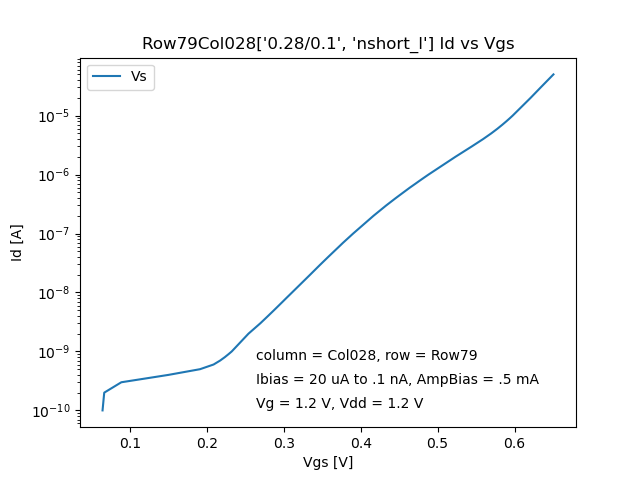 Row79Col028['0.28/0.1', 'nshort_l'] Id vs Vgs
Vs
10⁻⁵
10⁻⁶
10⁻⁷
10⁻⁸
10⁻⁹
10⁻¹⁰
Id [A]
column = Col028, row = Row79
Ibias = 20 uA to .1 nA, AmpBias = .5 mA
Vg = 1.2 V, Vdd = 1.2 V
0.1 0.2 0.3 0.4 0.5 0.6
Vgs [V]